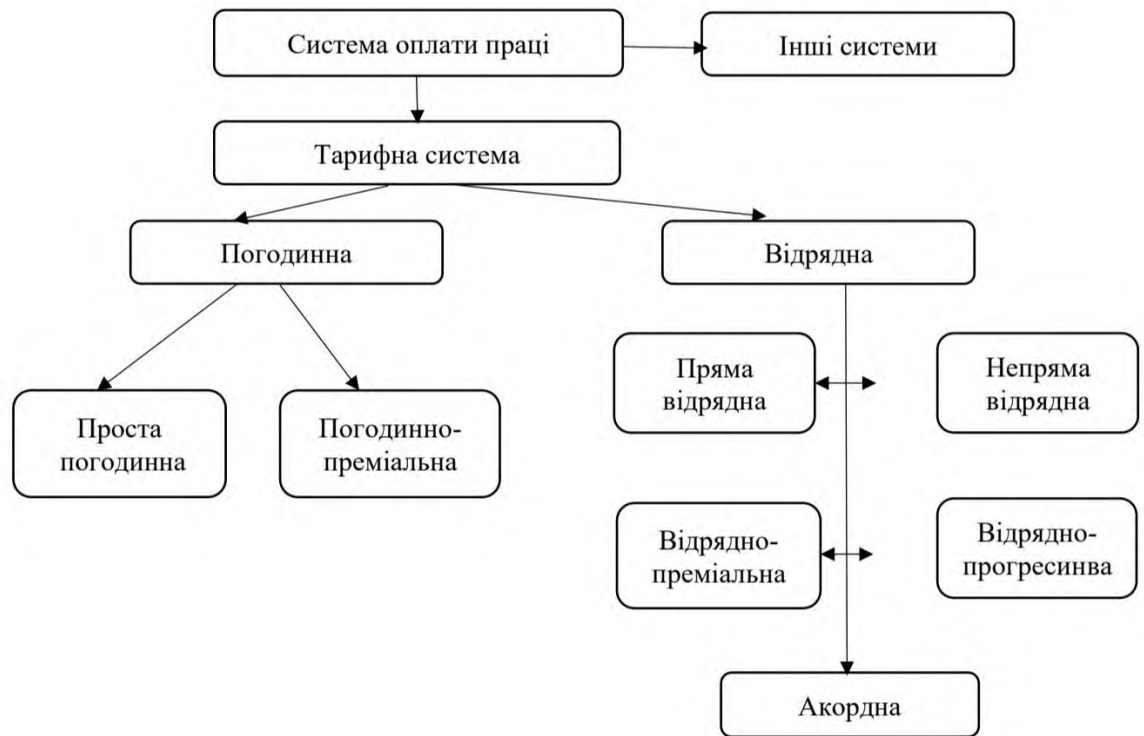 Система оплати праці
Інші системи
Тарифна система
Погодинна
Відрядна
Пряма
відрядна
Непряма
відрядна
Проста
погодинна
Погодинно-
преміальна
Відрядно-
преміальна
Відрядно-
прогресинва
Акордна